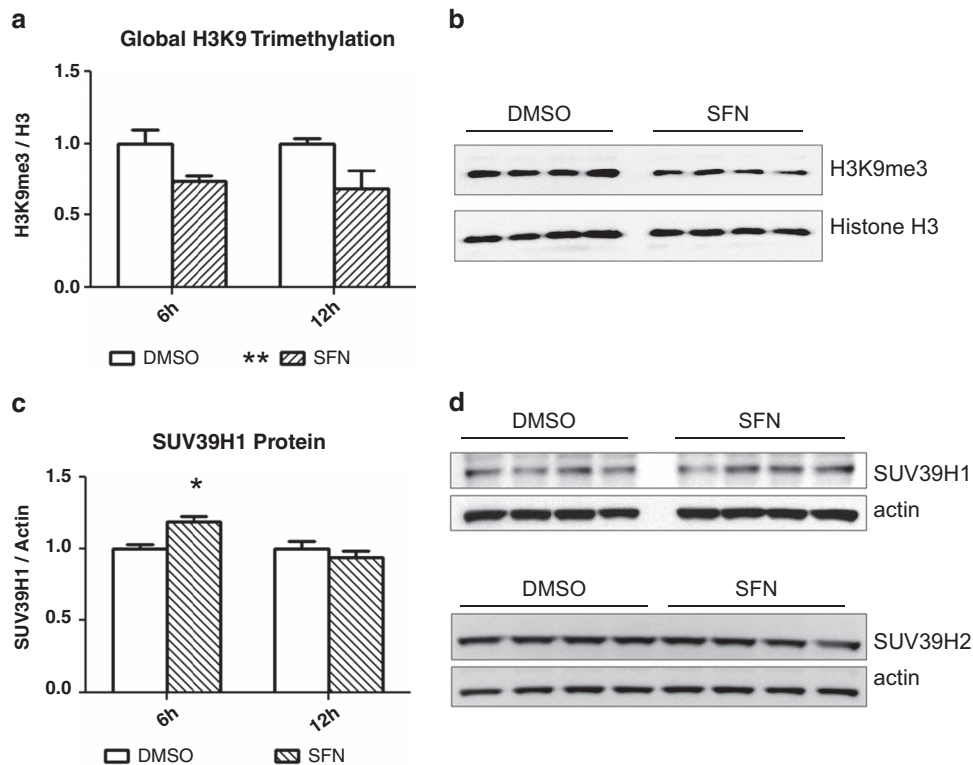 a
Global H3K9 Trimethylation
H3K9me3 / H3
1.5
1.0
0.5
0.0
6h
12h
DMSO
** SFN
b
DMSO SFN
H3K9me3
Histone H3
c
SUV39H1 Protein
SUV39H1 / Actin
1.5
1.0
0.5
0.0
*
6h
12h
DMSO
SFN
d
DMSO SFN
SUV39H1
actin
DMSO SFN
SUV39H2
actin